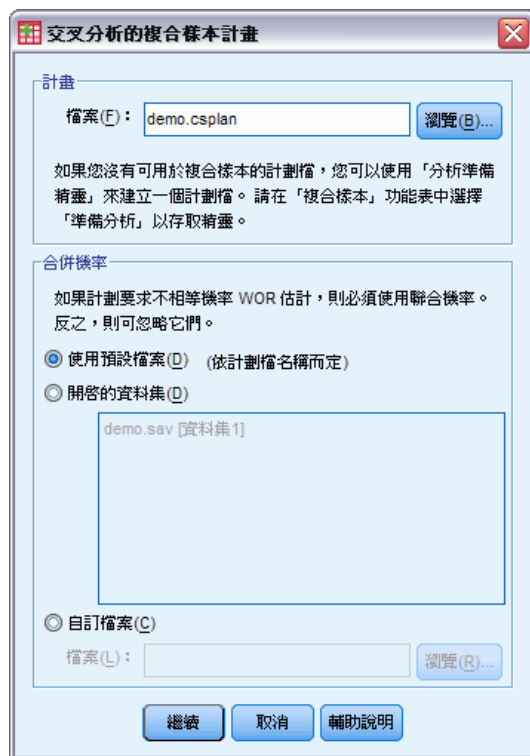 交叉分析的複合樣本計畫
計畫
檔案(F): demo.csplan 瀏覽(B)...
如果您沒有可用於複合樣本的計劃檔，您可以使用「分析準備
精靈」來建立一個計劃檔。請在「複合樣本」功能表中選擇
「準備分析」以存取精靈。
合併機率
如果計劃要求不相等機率 WOR 估計，則必須使用聯合機率。
反之，則可忽略它們。
使用預設檔案(D) (依計劃檔名稱而定)
開啓的資料集(D)
demo.sav [資料集1]
自訂檔案(C)
檔案(L): 瀏覽(R)...
繼續 取消 輔助說明